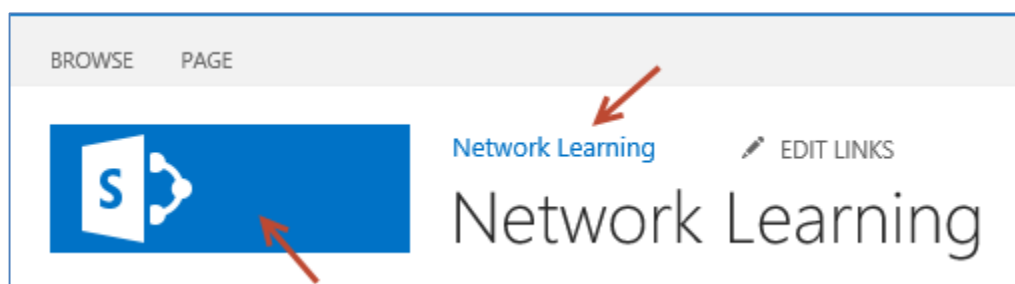 BROWSE PAGE
S
Network Learning EDIT LINKS
Network Learning